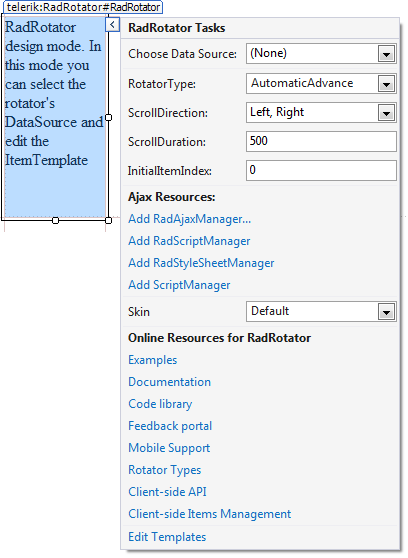 telerik:RadRotator#RadRotator
RadRotator
design mode. In
this mode you
can select the
rotator's
DataSource and
edit the
ItemTemplate
RadRotator Tasks
Choose Data Source: (None)
RotatorType: AutomaticAdvance
ScrollDirection: Left, Right
ScrollDuration: 500
InitialItemIndex: 0
Ajax Resources:
Add RadAjaxManager...
Add RadScriptManager
Add RadStyleSheetManager
Add ScriptManager
Skin Default
Online Resources for RadRotator
Examples
Documentation
Code library
Feedback portal
Mobile Support
Rotator Types
Client-side API
Client-side Items Management
Edit Templates